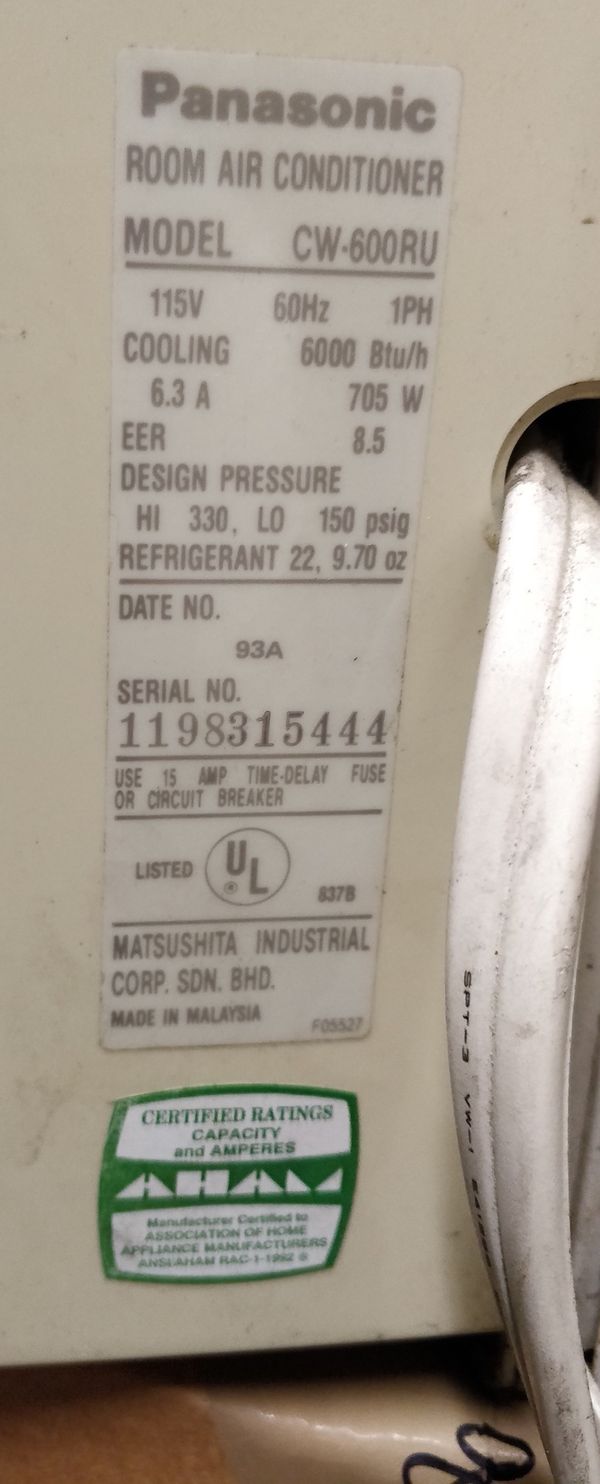 Panasonic
ROOM AIR CONDITIONER
MODEL CW-600RU
115V 60Hz 1PH
COOLING 6000 Btu/h
6.3 A 705 W
EER 8.5
DESIGN PRESSURE
HI 330, LO 150 psig
REFRIGERANT 22, 9.70 oz
DATE NO.
93A
SERIAL NO.
1198315444
USE 15 AMP TIME-DELAY FUSE
OR CIRCUIT BREAKER
LISTED UL ® 837B
MATSUSHITA INDUSTRIAL
CORP. SDN. BHD.
MADE IN MALAYSIA F05527
CERTIFIED RATINGS
CAPACITY
and AMPERES
AHAM
Manufacturer Certified to
ASSOCIATION OF HOME
APPLIANCE MANUFACTURERS
ANSI/AHAM RAC-1-1982 ®
SPT-3 VW-1